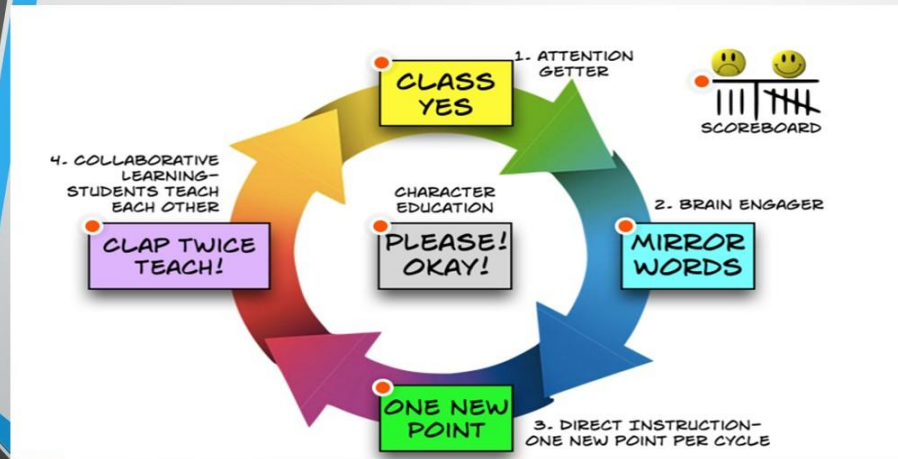 CLASS
YES
1. ATTENTION
GETTER
SCOREBOARD
4. COLLABORATIVE
LEARNING-
STUDENTS TEACH
EACH OTHER
CLAP TWICE
TEACH!
CHARACTER
EDUCATION
PLEASE!
OKAY!
2. BRAIN ENGAGER
MIRROR
WORDS
ONE NEW
POINT
3. DIRECT INSTRUCTION-
ONE NEW POINT PER CYCLE